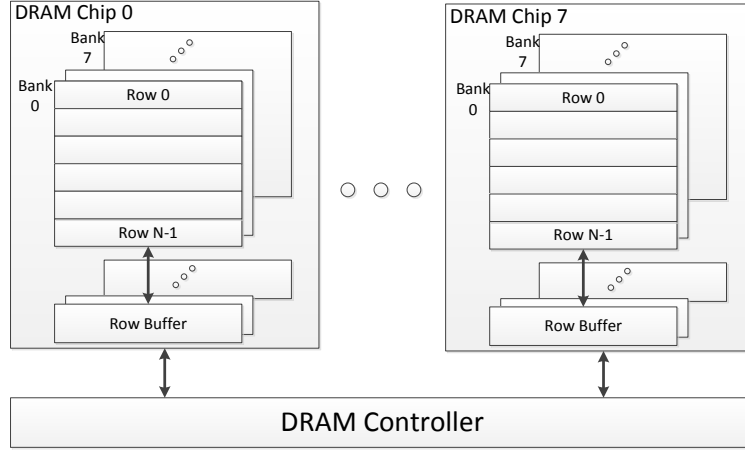 DRAM Chip 0
Bank
7
Bank
0
Row 0
Row N-1
Row Buffer
DRAM Chip 7
Bank
7
Bank
0
Row 0
Row N-1
Row Buffer
DRAM Controller